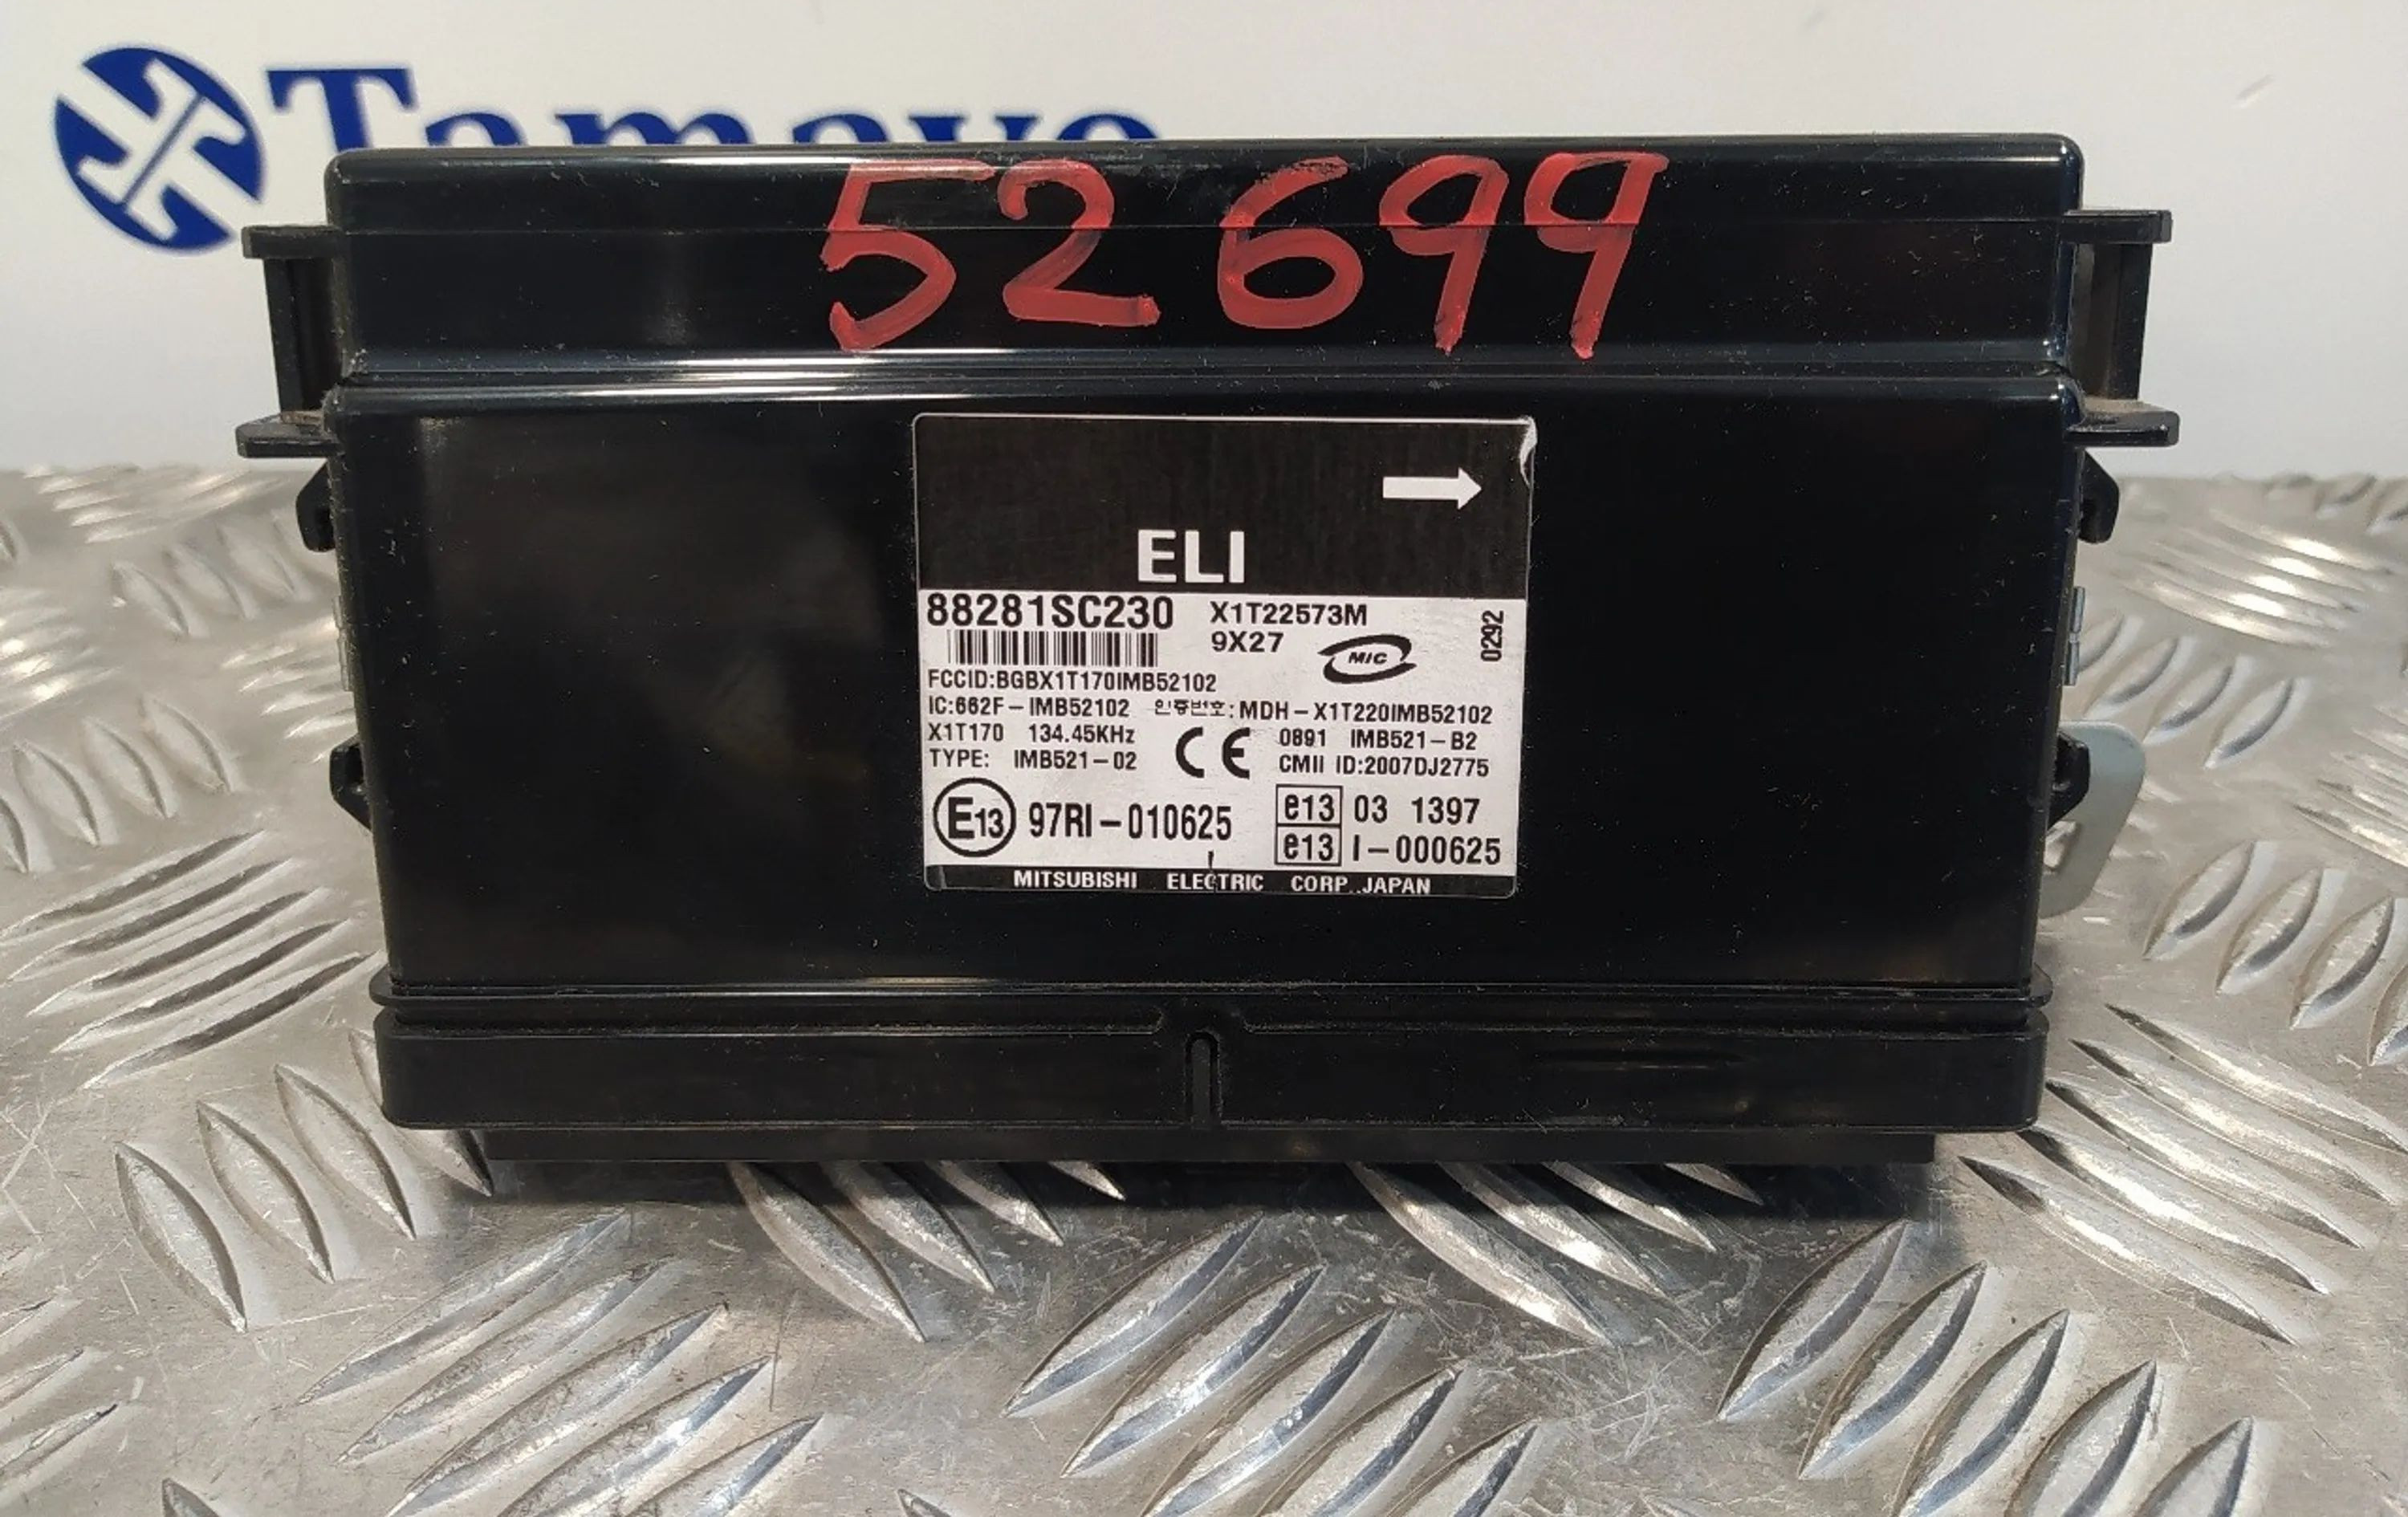 Tamayo
52699
ELI
88281SC230 X1T22573M
9X27 MIC 0292
FCCID:BGBX1T170IMB52102
IC:662F-IMB52102 인증번호:MDH-X1T220IMB52102
X1T170 134.45KHz CE 0891 IMB521-B2
TYPE: IMB521-02 CMII ID:2007DJ2775
E13 97RI-010625 e13 03 1397
e13 I-000625
MITSUBISHI ELECTRIC CORP. JAPAN